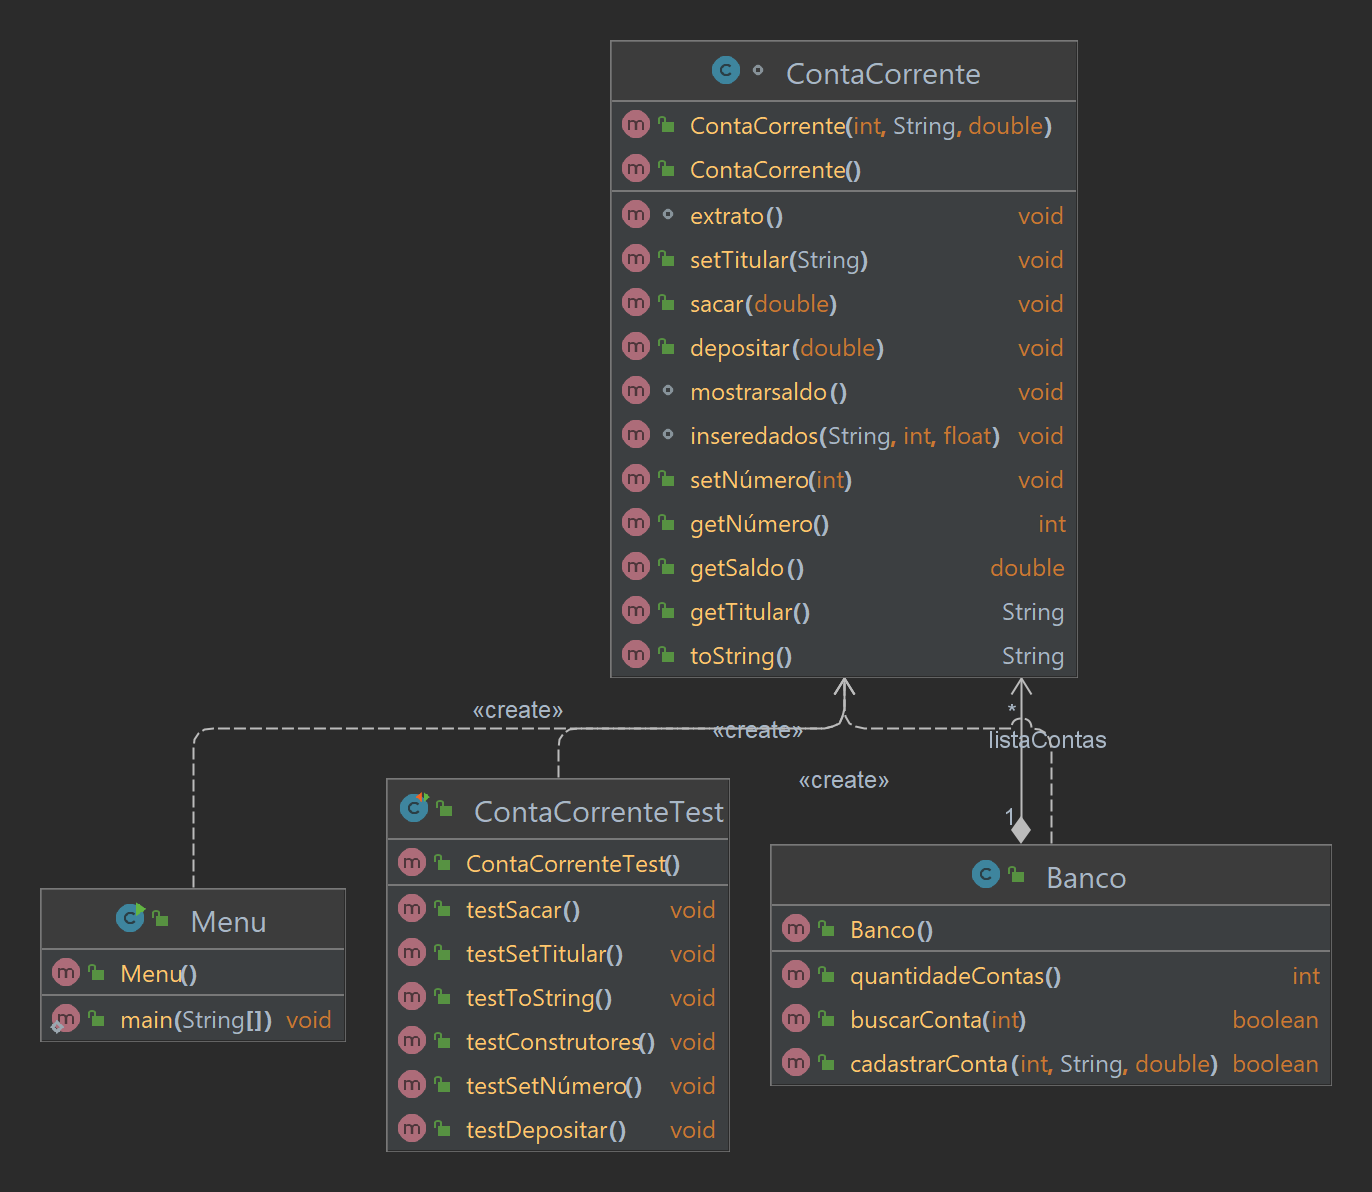 ContaCorrente
ContaCorrente(int, String, double)
ContaCorrente()
extrato() void
setTitular(String) void
sacar(double) void
depositar(double) void
mostrarsaldo() void
inseredados(String, int, float) void
setNúmero(int) void
getNúmero() int
getSaldo() double
getTitular() String
toString() String
«create»
«create»
*
listaContas
«create»
1
ContaCorrenteTest
ContaCorrenteTest()
testSacar() void
testSetTitular() void
testToString() void
testConstrutores() void
testSetNúmero() void
testDepositar() void
Menu
Menu()
main(String[]) void
Banco
Banco()
quantidadeContas() int
buscarConta(int) boolean
cadastrarConta(int, String, double) boolean